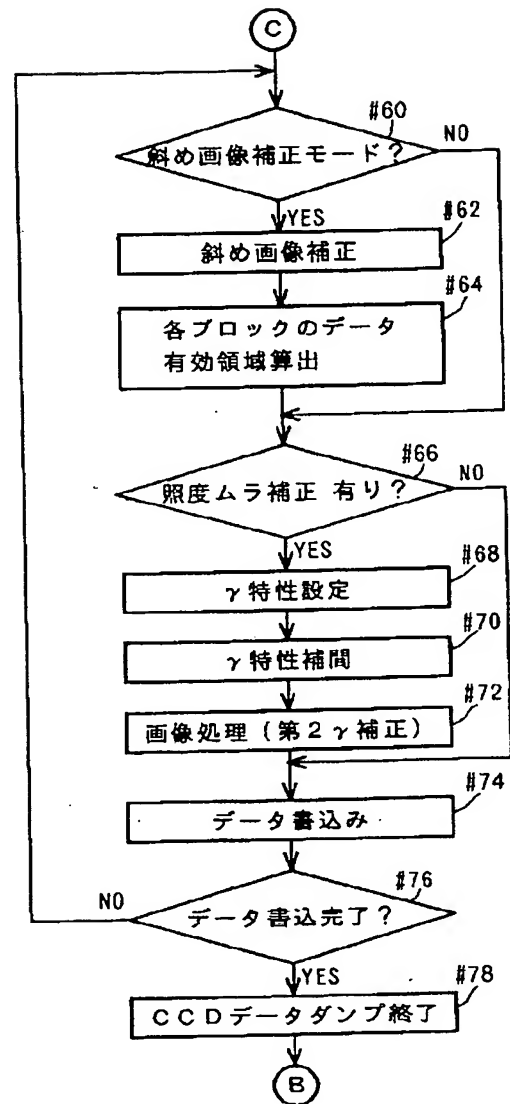 C
#60
斜め画像補正モード?
NO
YES
#62
斜め画像補正
#64
各ブロックのデータ
有効領域算出
#66
照度ムラ補正 有り?
NO
YES
#68
γ特性設定
#70
γ特性補間
#72
画像処理(第2γ補正)
#74
データ書込み
#76
データ書込完了?
NO
YES
#78
CCDデータダンプ終了
B